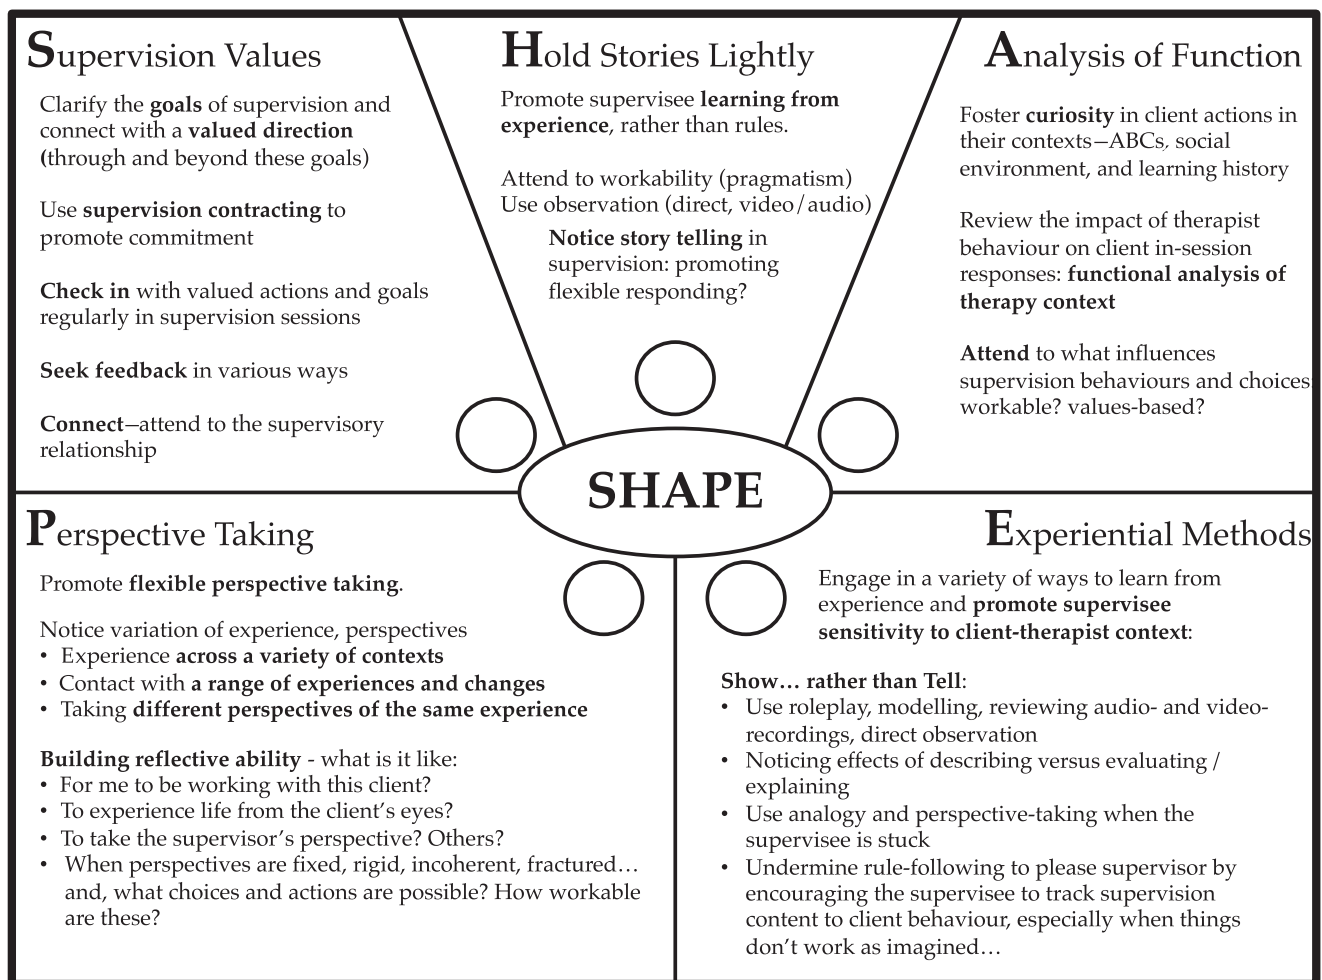 Supervision Values
Clarify the goals of supervision and
connect with a valued direction
(through and beyond these goals)
Use supervision contracting to
promote commitment
Check in with valued actions and goals
regularly in supervision sessions
Seek feedback in various ways
Connect—attend to the supervisory
relationship
Hold Stories Lightly
Promote supervisee learning from
experience, rather than rules.
Attend to workability (pragmatism)
Use observation (direct, video/audio)
Notice story telling in
supervision: promoting
flexible responding?
Analysis of Function
Foster curiosity in client actions in
their contexts—ABCs, social
environment, and learning history
Review the impact of therapist
behaviour on client in-session
responses: functional analysis of
therapy context
Attend to what influences
supervision behaviours and choices:
workable? values-based?
SHAPE
Perspective Taking
Promote flexible perspective taking.
Notice variation of experience, perspectives
• Experience across a variety of contexts
• Contact with a range of experiences and changes
• Taking different perspectives of the same experience
Building reflective ability - what is it like:
• For me to be working with this client?
• To experience life from the client's eyes?
• To take the supervisor's perspective? Others?
• When perspectives are fixed, rigid, incoherent, fractured…
and, what choices and actions are possible? How workable
are these?
Experiential Methods
Engage in a variety of ways to learn from
experience and promote supervisee
sensitivity to client-therapist context:
Show… rather than Tell:
• Use roleplay, modelling, reviewing audio- and video-
recordings, direct observation
• Noticing effects of describing versus evaluating /
explaining
• Use analogy and perspective-taking when the
supervisee is stuck
• Undermine rule-following to please supervisor by
encouraging the supervisee to track supervision
content to client behaviour, especially when things
don't work as imagined…